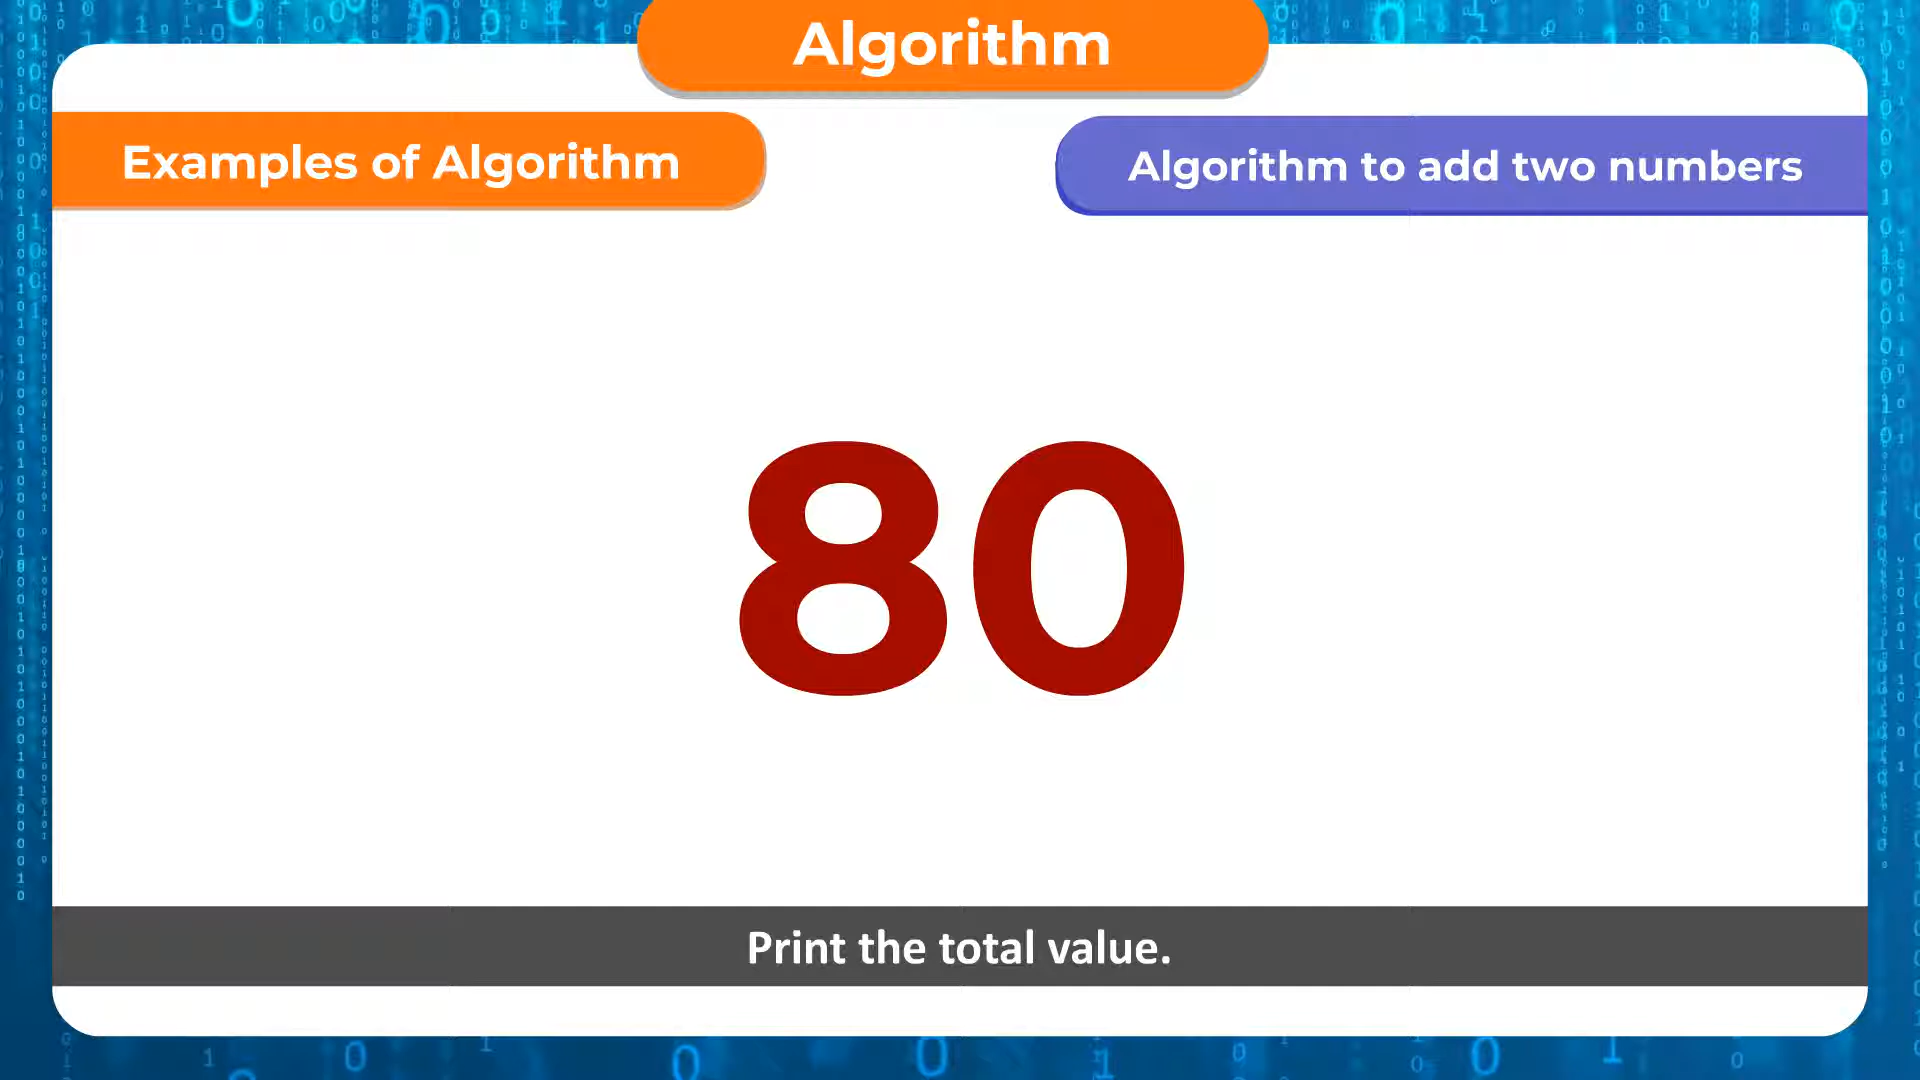 Algorithm
Examples of Algorithm
Algorithm to add two numbers
80
Print the total value.